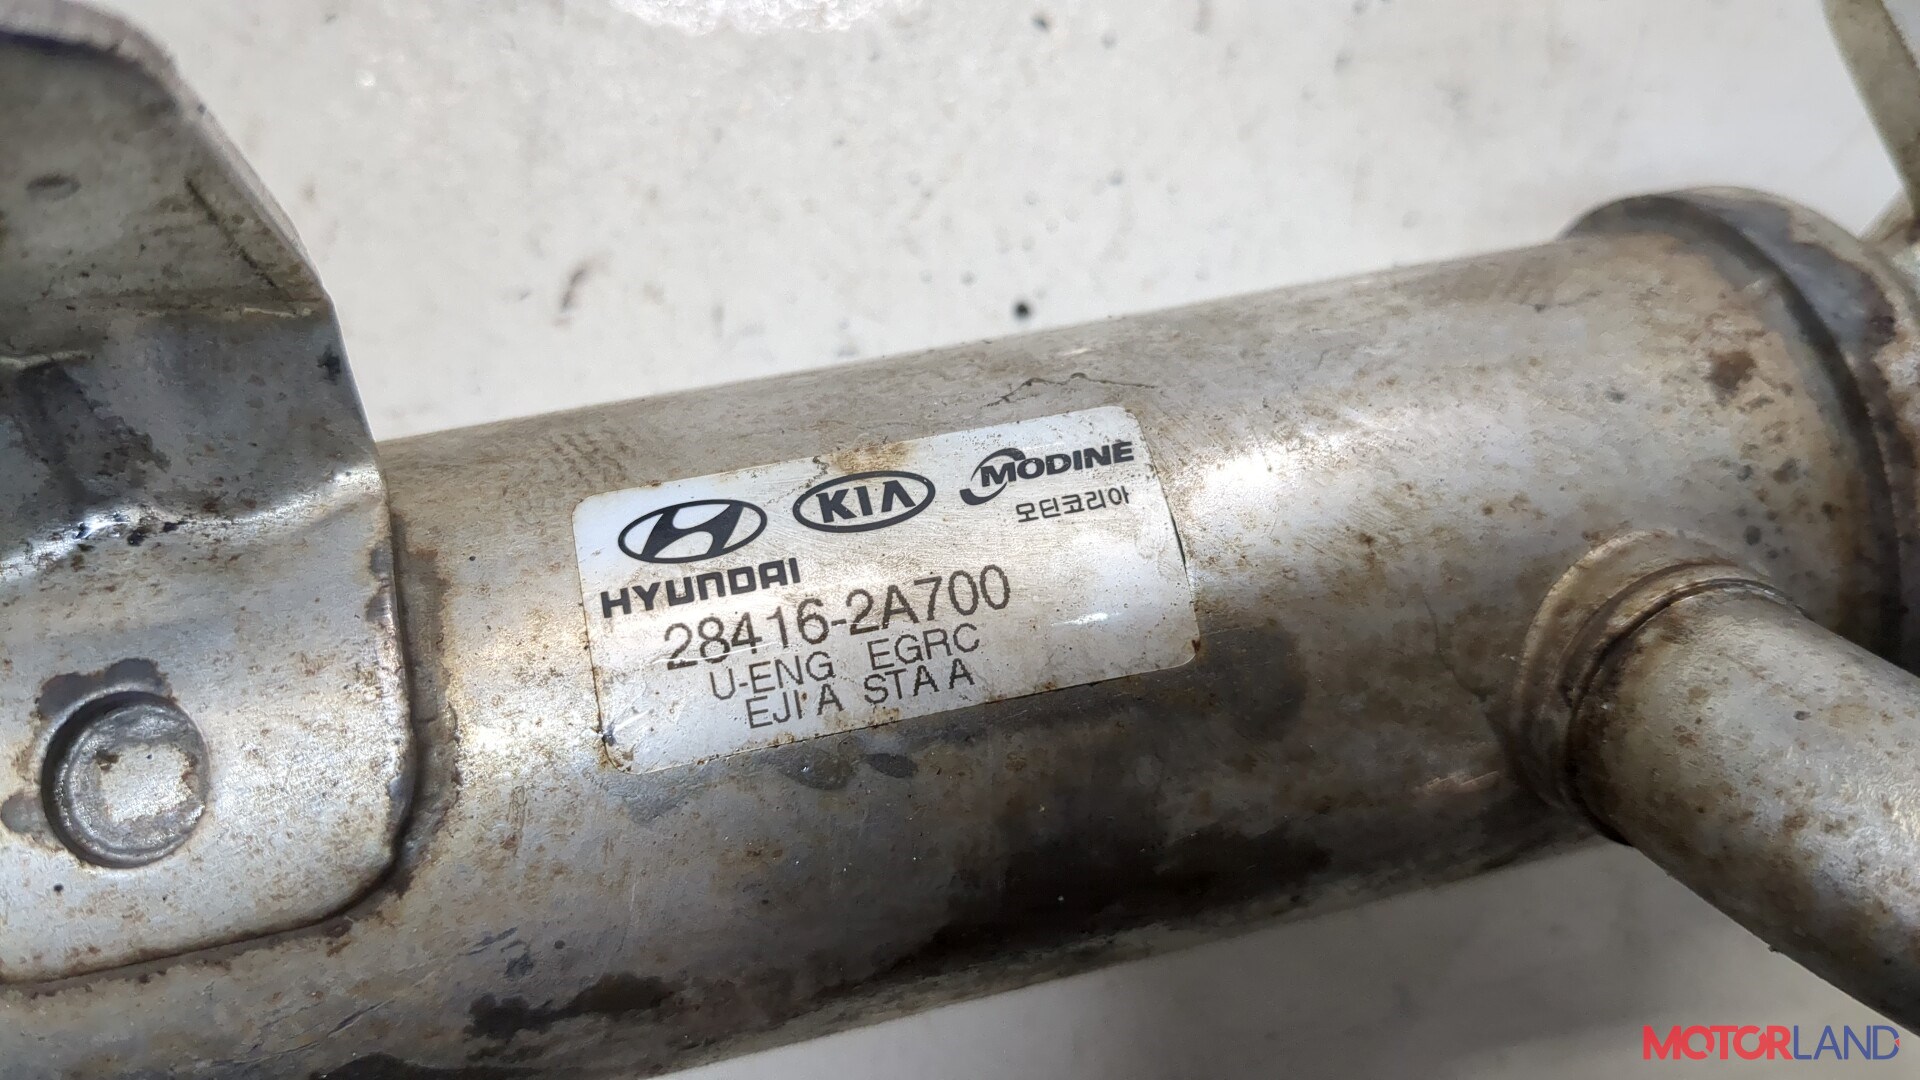 HYUNDAI KIA MODINE
모딘코리아
28416-2A700
U-ENG EGRC
EJI'A STA A
MOTORLAND